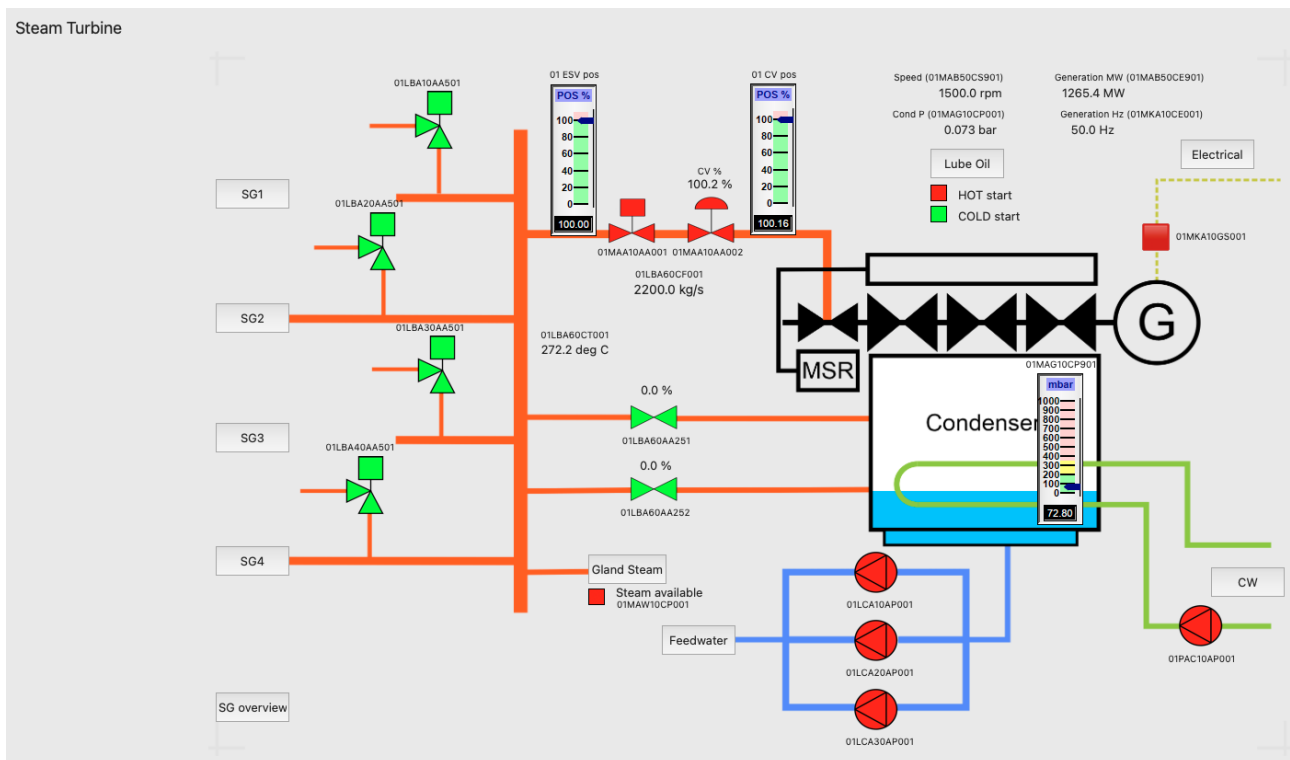 Steam Turbine
01LBA10AA501
SG1
01LBA20AA501
SG2
01LBA30AA501
SG3
01LBA40AA501
SG4
SG overview
01 ESV pos
POS %
100
80
60
40
20
0
100.00
01MAA10AA001
CV %
100.2 %
01MAA10AA002
01 CV pos
POS %
100
80
60
40
20
0
100.16
01LBA60CF001
2200.0 kg/s
01LBA60CT001
272.2 deg C
0.0 %
01LBA60AA251
0.0 %
01LBA60AA252
Gland Steam
Steam available
01MAW10CP001
Feedwater
Speed (01MAB50CS901)
1500.0 rpm
Generation MW (01MAB50CE901)
1265.4 MW
Cond P (01MAG10CP001)
0.073 bar
Generation Hz (01MKA10CE001)
50.0 Hz
Lube Oil
HOT start
COLD start
Electrical
01MKA10GS001
G
MSR
01MAG10CP901
Condenser
mbar
1000
900
800
700
600
500
400
300
200
100
0
72.80
01LCA10AP001
01LCA20AP001
01LCA30AP001
CW
01PAC10AP001